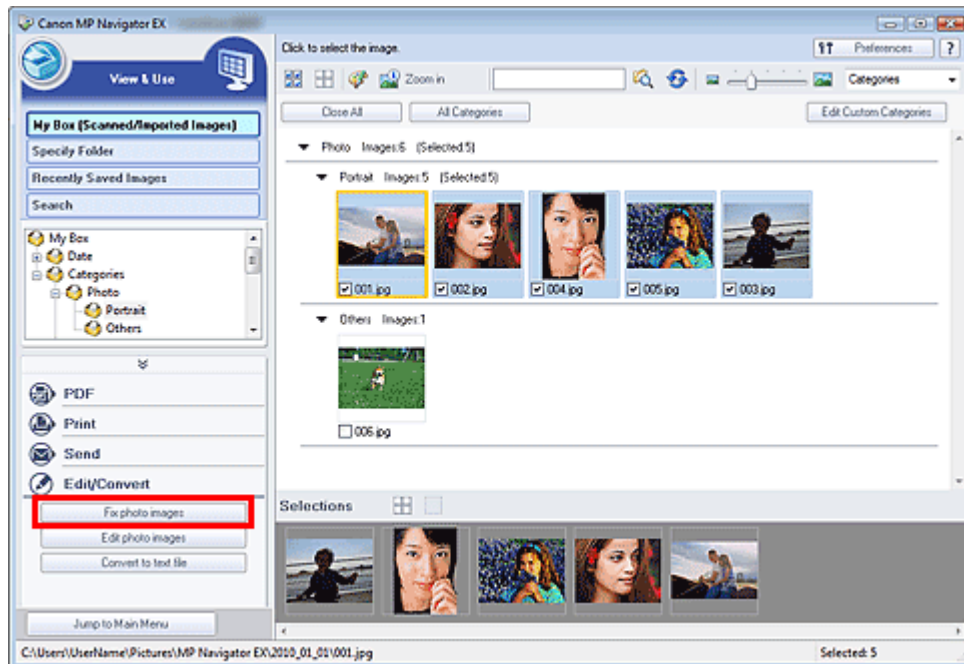 Canon MP Navigator EX
View & Use
My Box (Scanned/Imported Images)
Specify Folder
Recently Saved Images
Search
My Box
Date
Categories
Photo
Portrait
Others
PDF
Print
Send
Edit/Convert
Fix photo images
Edit photo images
Convert to text file
Jump to Main Menu
Click to select the image.
Preferences
?
Zoom in
Categories
Close All
All Categories
Edit Custom Categories
Photo Images:6 (Selected:5)
Portrait Images:5 (Selected:5)
001.jpg
002.jpg
004.jpg
005.jpg
003.jpg
Others Images:1
006.jpg
Selections
C:\Users\UserName\Pictures\MP Navigator EX\2010_01_01\001.jpg
Selected: 5